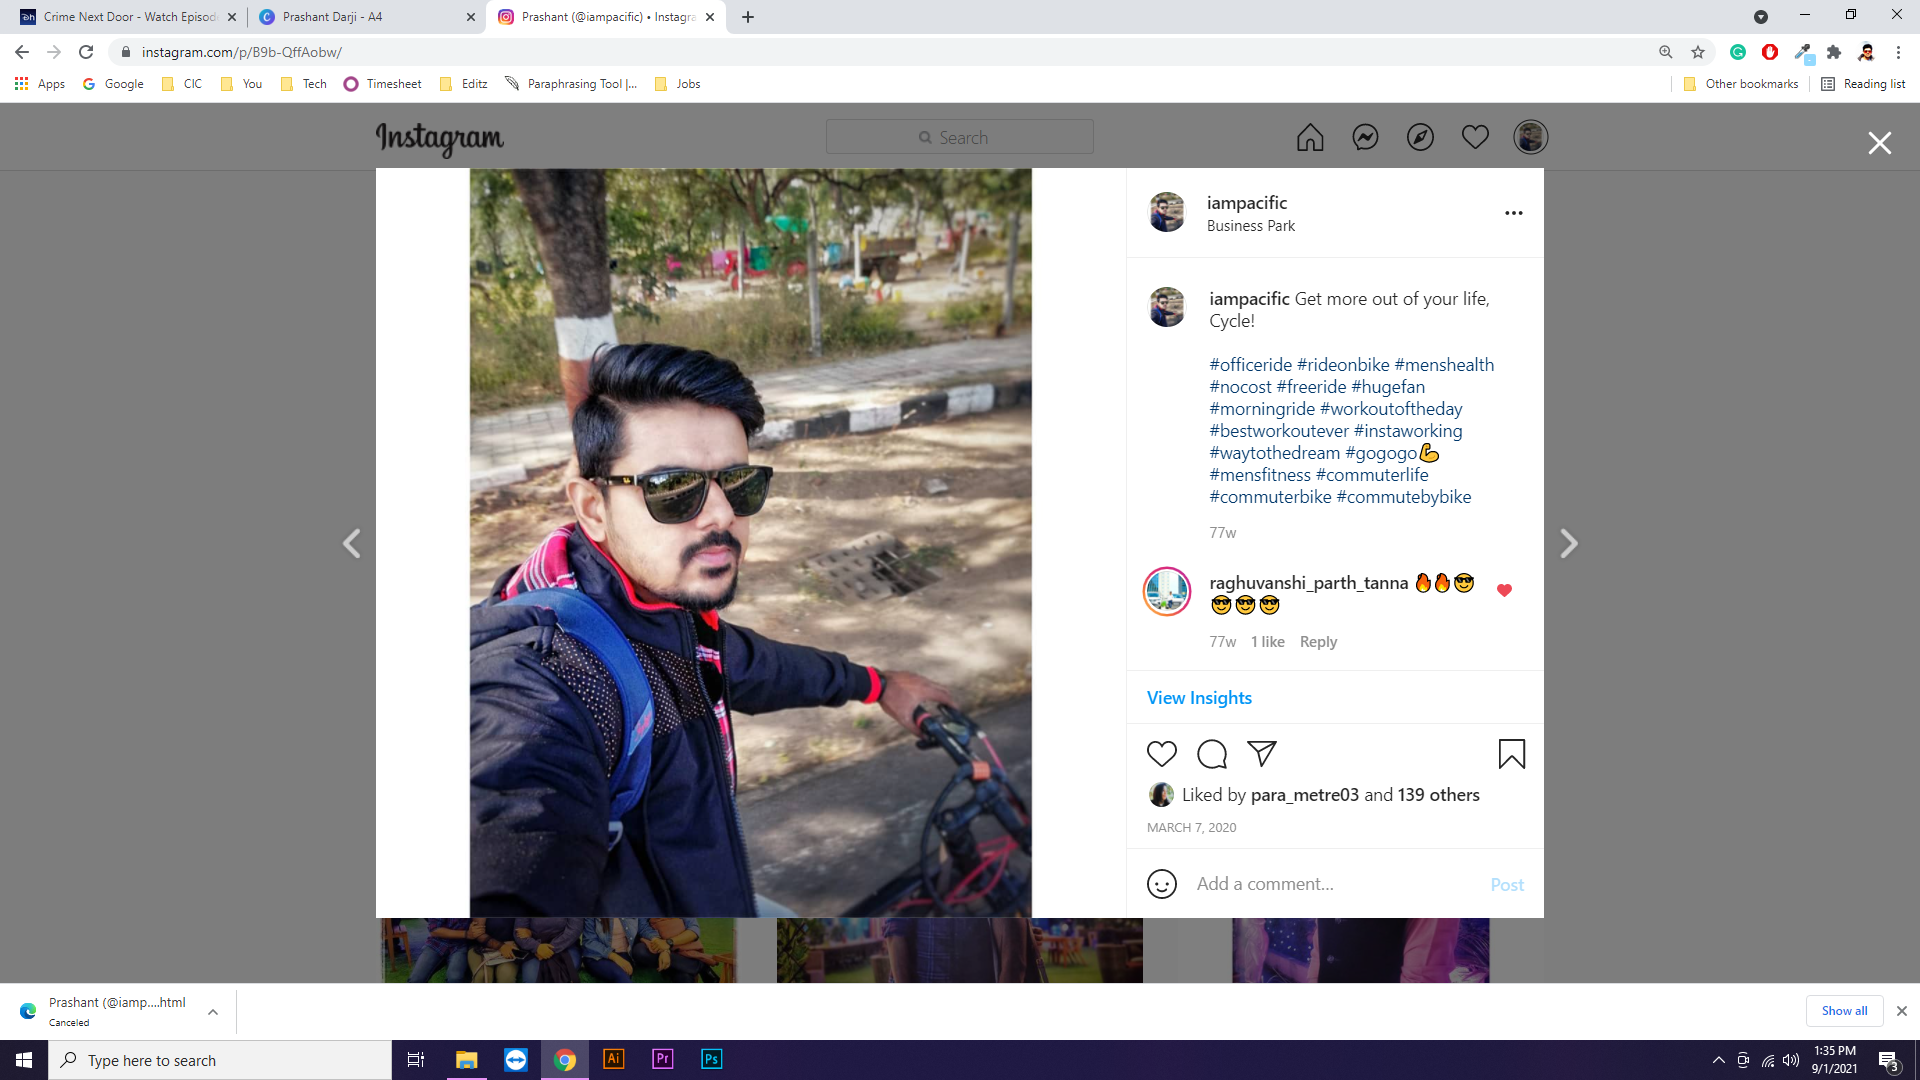 Crime Next Door - Watch Episod
Prashant Darji - A4
Prashant (@iampacific) • Instagra
instagram.com/p/B9b-QffAobw/
Apps
Google
CIC
You
Tech
Timesheet
Editz
Paraphrasing Tool |...
Jobs
Other bookmarks
Reading list
Instagram
Search
iampacific
Business Park
iampacific Get more out of your life,
Cycle!
#officeride #rideonbike #menshealth
#nocost #freeride #hugefan
#morningride #workoutoftheday
#bestworkoutever #instaworking
#waytothedream #gogogo💪
#mensfitness #commuterlife
#commuterbike #commutebybike
77w
raghuvanshi_parth_tanna 🔥🔥😎
😎😎😎
77w 1 like Reply
View Insights
Liked by para_metre03 and 139 others
MARCH 7, 2020
Add a comment...
Post
Prashant (@iamp....html
Canceled
Show all
Type here to search
Ai
Pr
Ps
1:35 PM
9/1/2021
3